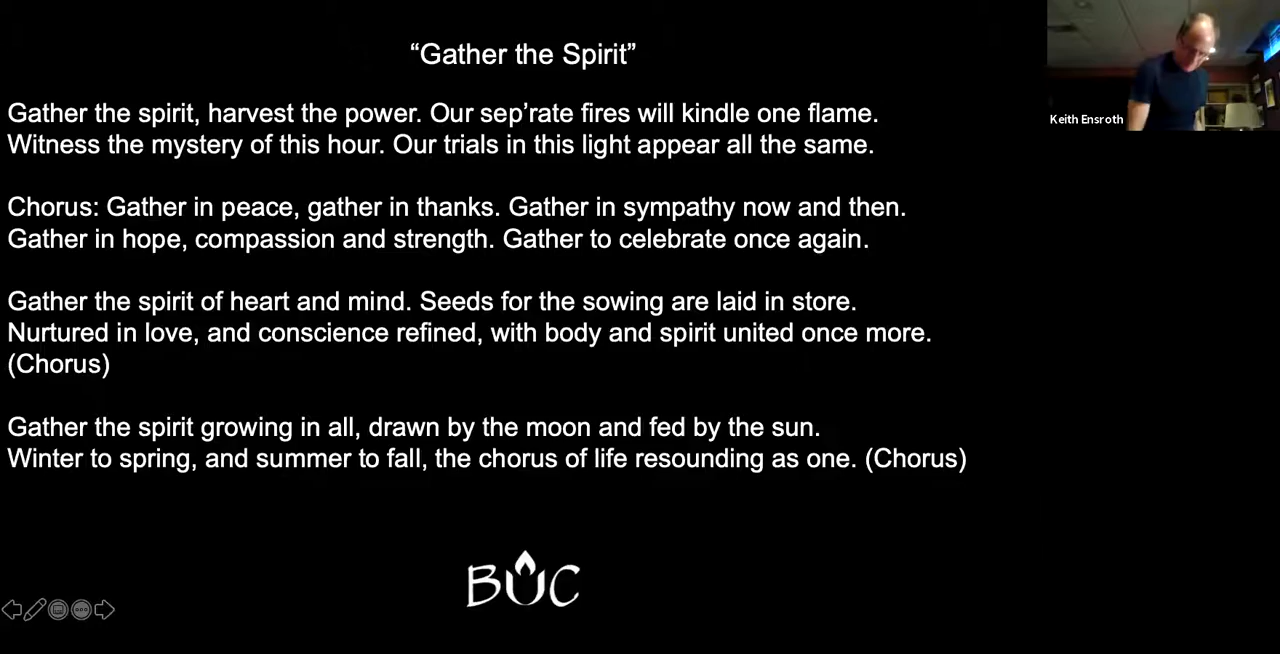 “Gather the Spirit”
Keith Ensroth
Gather the spirit, harvest the power. Our sep’rate fires will kindle one flame.
Witness the mystery of this hour. Our trials in this light appear all the same.
Chorus: Gather in peace, gather in thanks. Gather in sympathy now and then.
Gather in hope, compassion and strength. Gather to celebrate once again.
Gather the spirit of heart and mind. Seeds for the sowing are laid in store.
Nurtured in love, and conscience refined, with body and spirit united once more.
(Chorus)
Gather the spirit growing in all, drawn by the moon and fed by the sun.
Winter to spring, and summer to fall, the chorus of life resounding as one. (Chorus)
BUC